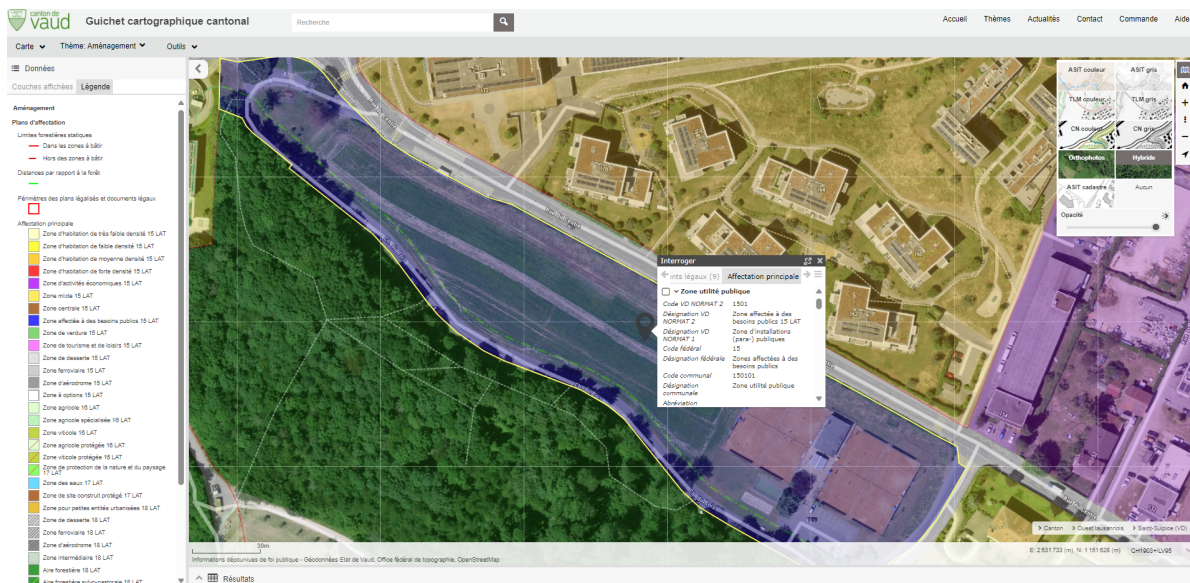 canton de
vaud
Guichet cartographique cantonal
Recherche
Accueil
Thèmes
Actualités
Contact
Commande
Aide
Carte
Thème: Aménagement
Outils
Données
Couches affichées
Légende
Aménagement
Plans d'affectation
Limites forestières statiques
Dans les zones à bâtir
Hors des zones à bâtir
Distances par rapport à la forêt
Périmètres des plans légalisés et documents légaux
Affectation principale
Zone d'habitation de très faible densité 15 LAT
Zone d'habitation de faible densité 15 LAT
Zone d'habitation de moyenne densité 15 LAT
Zone d'habitation de forte densité 15 LAT
Zone d'activités économiques 15 LAT
Zone mixte 15 LAT
Zone centrale 15 LAT
Zone affectée à des besoins publics 15 LAT
Zone de verdure 15 LAT
Zone de tourisme et de loisirs 15 LAT
Zone de desserte 15 LAT
Zone ferroviaire 15 LAT
Zone d'aérodrome 15 LAT
Zone à options 15 LAT
Zone agricole 16 LAT
Zone agricole spécialisée 16 LAT
Zone viticole 16 LAT
Zone agricole protégée 16 LAT
Zone viticole protégée 16 LAT
Zone de protection de la nature et du paysage
17 LAT
Zone des eaux 17 LAT
Zone de site construit protégé 17 LAT
Zone pour petites entités urbanisées 18 LAT
Zone de desserte 18 LAT
Zone ferroviaire 18 LAT
Zone d'aérodrome 18 LAT
Zone intermédiaire 18 LAT
Aire forestière 18 LAT
Aire forestière sylvo-pastorale 18 LAT
ASIT couleur
ASIT gris
TLM couleur
TLM gris
CN couleur
CN gris
Orthophotos
Hybride
ASIT cadastre
Aucun
Opacité
Interroger
ints légaux (9)
Affectation principale
Zone utilité publique
Code VD NORMAT 2 1501
Désignation VD Zone affectée à des
NORMAT 2 besoins publics 15 LAT
Désignation VD Zone d'installations
NORMAT 1 (para-) publiques
Code fédéral 15
Désignation fédérale Zones affectées à des
besoins publics
Code communal 150101
Désignation Zone utilité publique
communale
Abréviation
30m
Informations dépourvues de foi publique - Géodonnées Etat de Vaud, Office fédéral de topographie, OpenStreetMap
Canton
Ouest lausannois
Saint-Sulpice (VD)
E: 2 531 733 (m) N: 1 151 628 (m)
CH1903+/LV95
Résultats